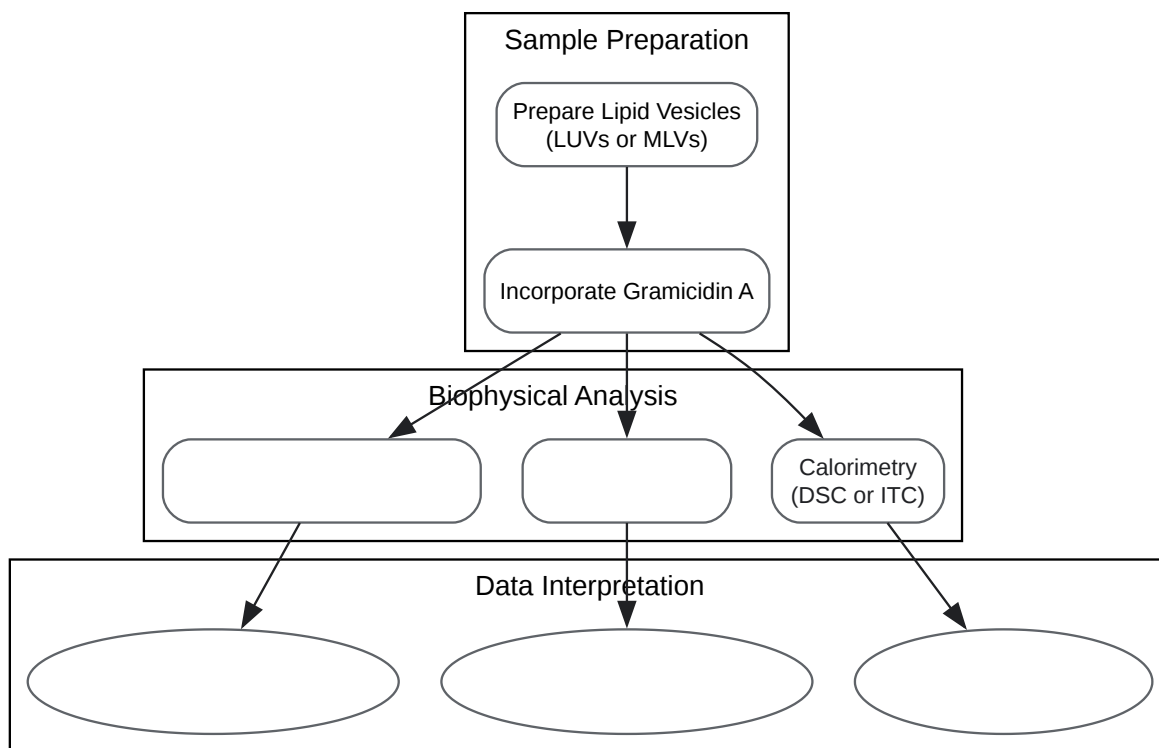 Sample Preparation
Prepare Lipid Vesicles
(LUVs or MLVs)
Incorporate Gramicidin A
Biophysical Analysis
Calorimetry
(DSC or ITC)
Data Interpretation